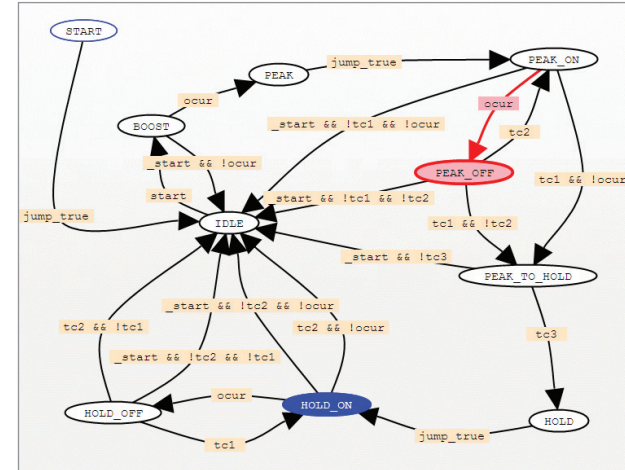 START
PEAK_ON
jump_true
PEAK
ocur
ocur
BOOST
_start && !tc1 && !ocur
tc2
_start && !ocur
PEAK_OFF
tc1 && !ocur
start
_start && !tc1 && !tc2
jump_true
IDLE
tc1 && !tc2
_start && !tc3
PEAK_TO_HOLD
_start && !tc2 && !ocur
tc2 && !tc1
tc2 && !ocur
tc3
_start && !tc2 && !tc1
ocur
HOLD_ON
HOLD_OFF
HOLD
jump_true
tc1